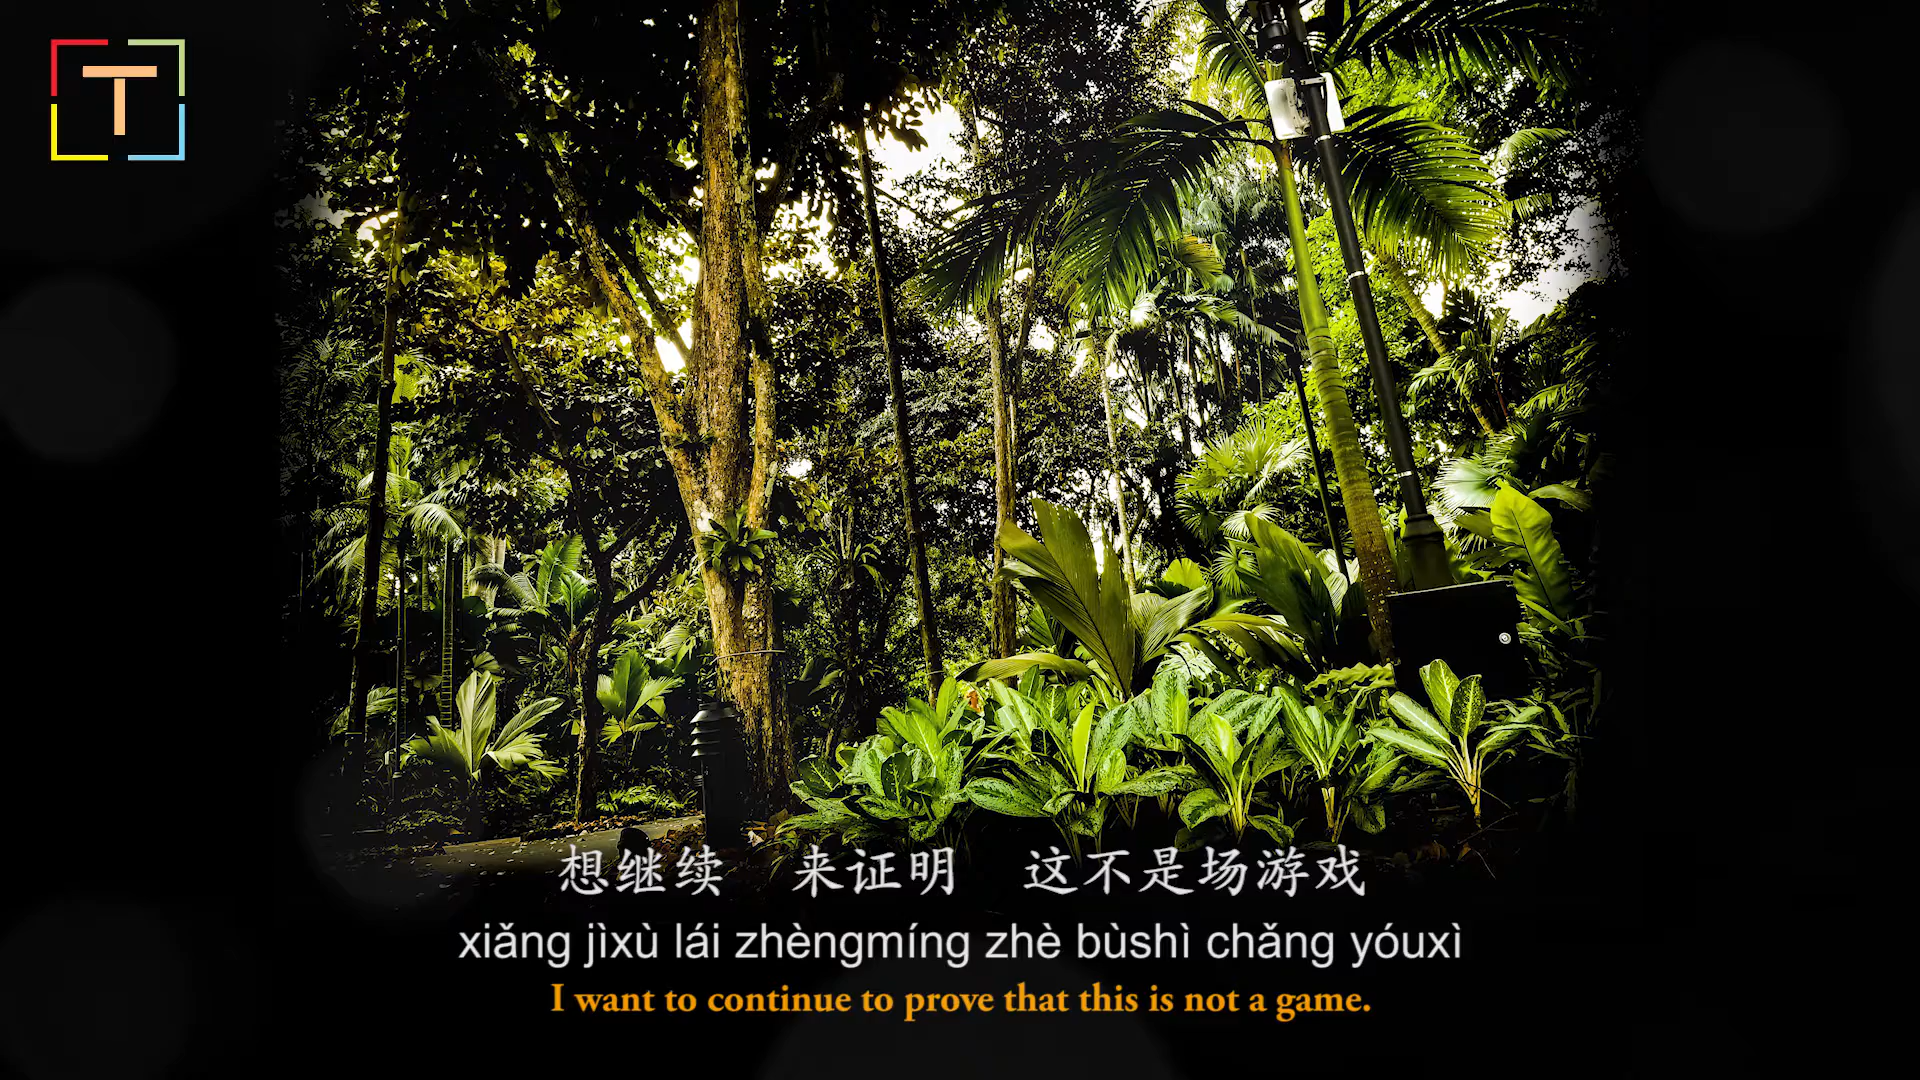 T
想继续 来证明 这不是场游戏
xiǎng jìxù lái zhèngmíng zhè bùshì chǎng yóuxì
I want to continue to prove that this is not a game.